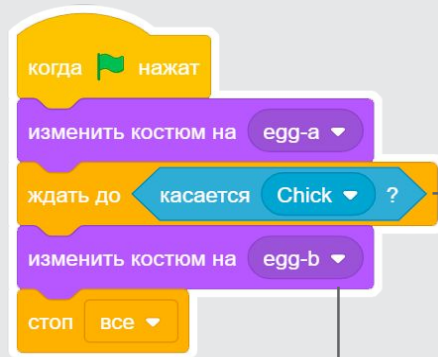 когда нажат
изменить костюм на egg-a
ждать до касается Chick ?
изменить костюм на egg-b
стоп все